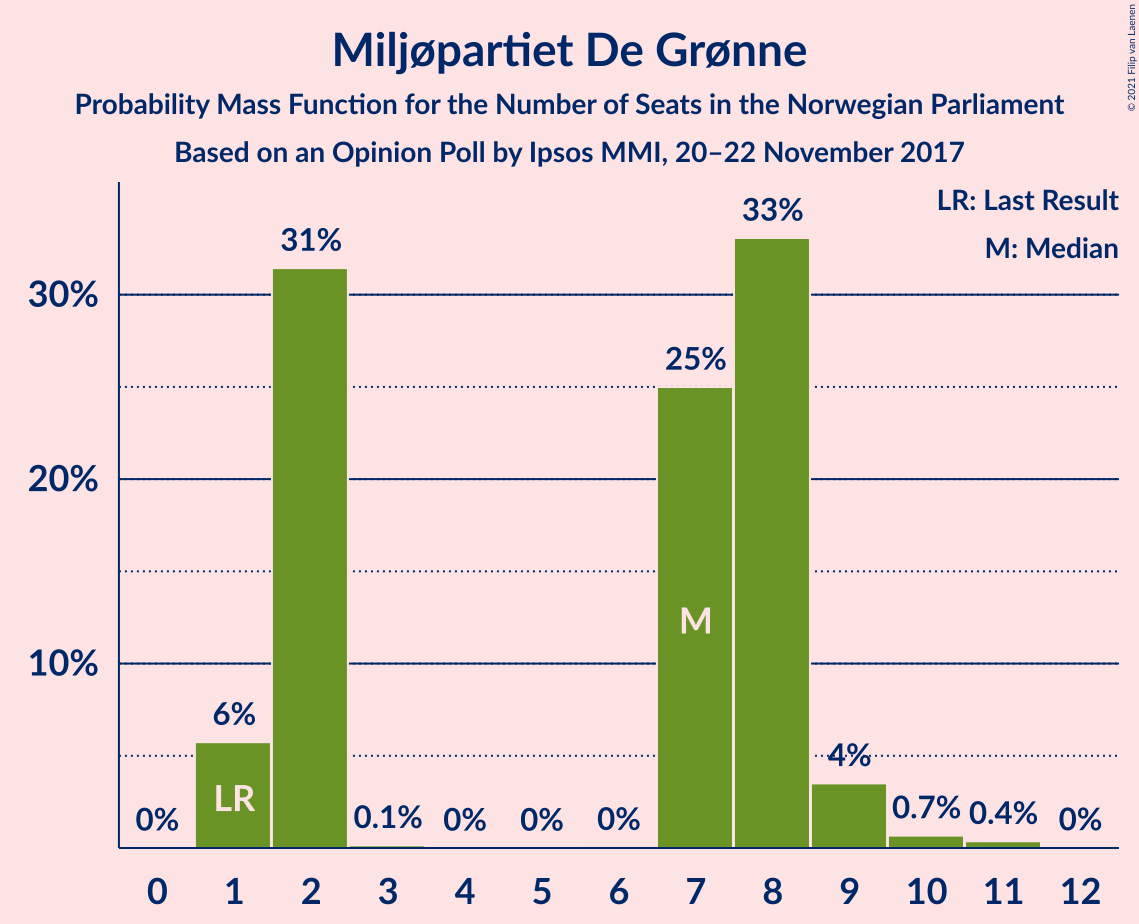 Miljøpartiet De Grønne
Probability Mass Function for the Number of Seats in the Norwegian Parliament
Based on an Opinion Poll by Ipsos MMI, 20–22 November 2017
© 2021 Filip van Laenen
LR: Last Result
M: Median
30%
20%
10%
0%
6%
31%
0.1%
0%
0%
0%
25%
33%
4%
0.7%
0.4%
0%
LR
M
0 1 2 3 4 5 6 7 8 9 10 11 12